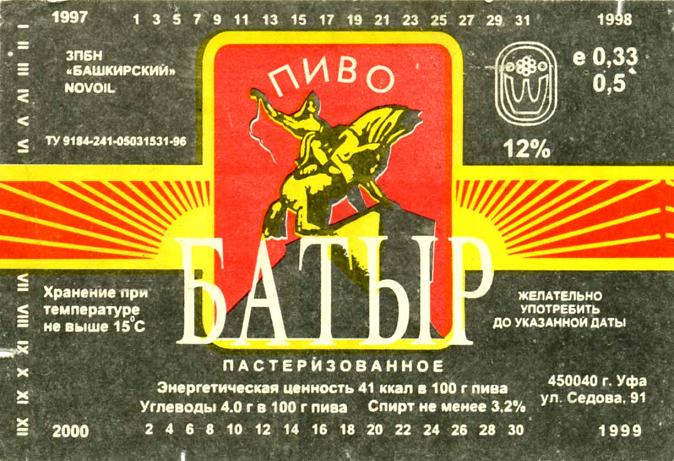 1997
1 3 5 7 9 11 13 15 17 19 21 23 25 27 29 31
1998
I II III IV V VI
ЗПБН
«БАШКИРСКИЙ»
NOVOIL
ПИВО
е 0,33
0,5
ТУ 9184-241-05031531-96
12%
БАТЫР
VII VIII IX X XI XII
Хранение при
температуре
не выше 15°С
ЖЕЛАТЕЛЬНО
УПОТРЕБИТЬ
ДО УКАЗАННОЙ ДАТЫ
ПАСТЕРИЗОВАННОЕ
Энергетическая ценность 41 ккал в 100 г пива
Углеводы 4.0 г в 100 г пива Спирт не менее 3,2%
450040 г. Уфа
ул. Седова, 91
2000
2 4 6 8 10 12 14 16 18 20 22 24 26 28 30
1999